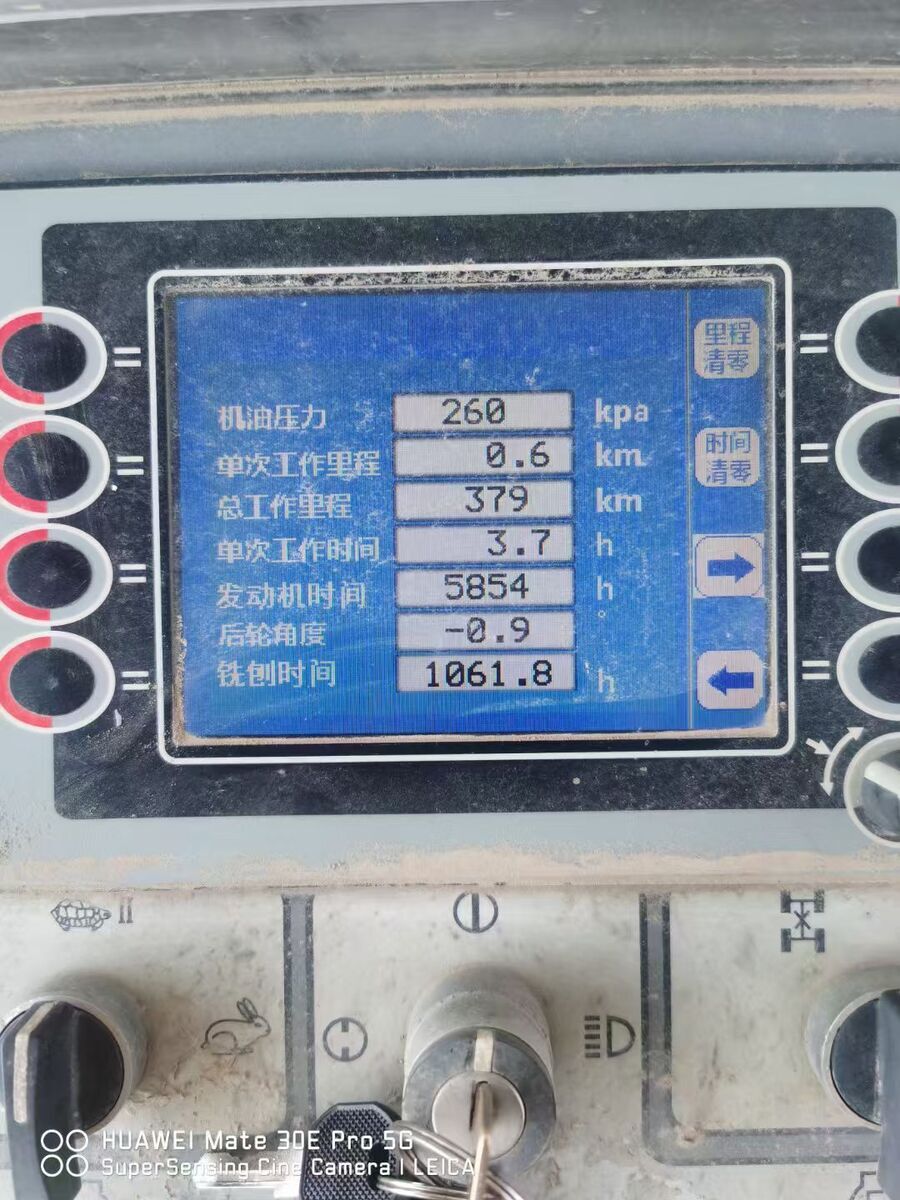 里程
清零
机油压力 260 kpa
单次工作里程 0.6 km
时间
清零
总工作里程 379 km
单次工作时间 3.7 h
发动机时间 5854 h
后轮角度 -0.9 °
铣刨时间 1061.8 h
II
HUAWEI Mate 30E Pro 5G
SuperSensing Cine Camera | LEICA